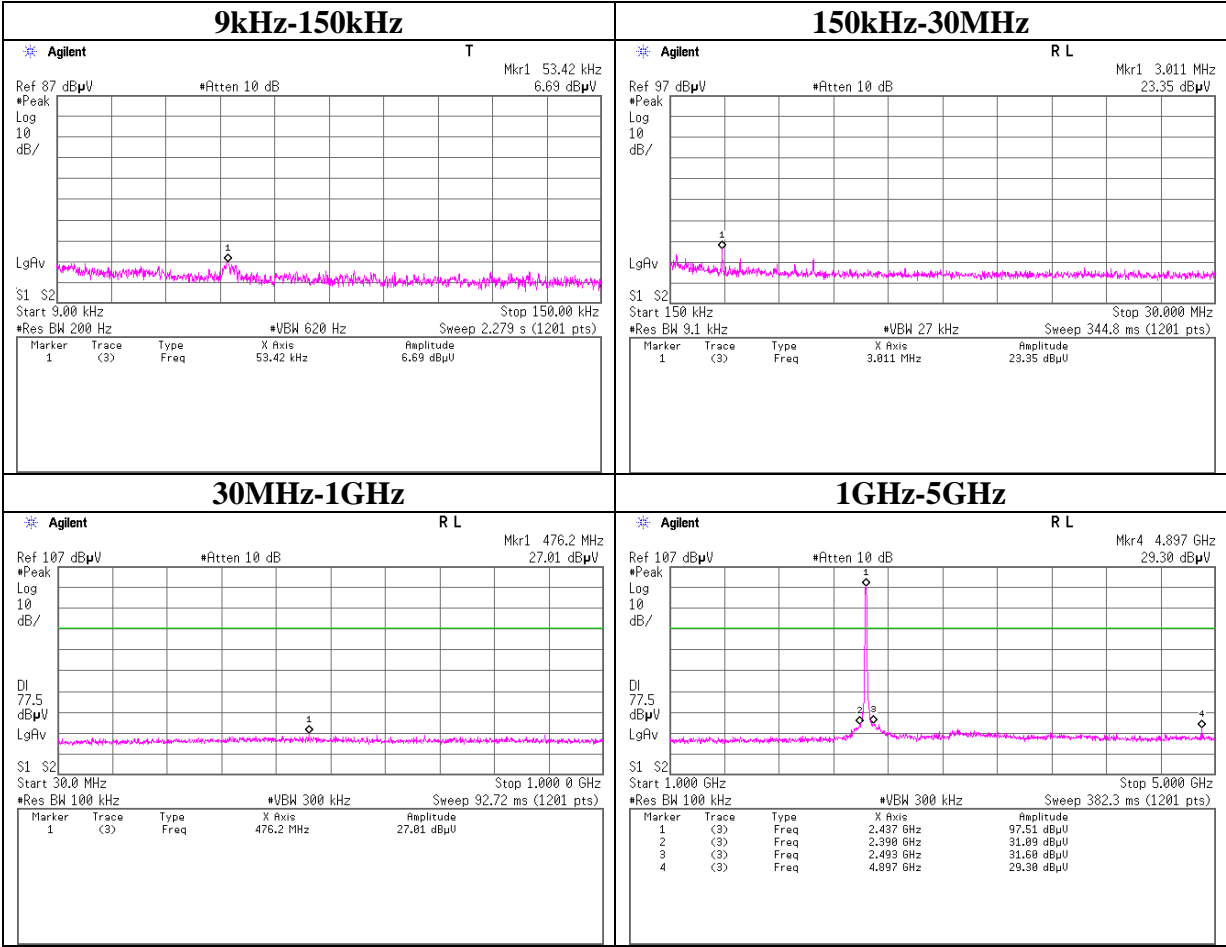 9kHz-150kHz
Agilent T
Mkr1 53.42 kHz
Ref 87 dBµV #Atten 10 dB 6.69 dBµV
#Peak
Log
10
dB/
1
LgAv
S1 S2
Start 9.00 kHz Stop 150.00 kHz
#Res BW 200 Hz #VBW 620 Hz Sweep 2.279 s (1201 pts)
Marker Trace Type X Axis Amplitude
1 (3) Freq 53.42 kHz 6.69 dBµV
150kHz-30MHz
Agilent R L
Mkr1 3.011 MHz
Ref 97 dBµV #Atten 10 dB 23.35 dBµV
#Peak
Log
10
dB/
1
LgAv
S1 S2
Start 150 kHz Stop 30.000 MHz
#Res BW 9.1 kHz #VBW 27 kHz Sweep 344.8 ms (1201 pts)
Marker Trace Type X Axis Amplitude
1 (3) Freq 3.011 MHz 23.35 dBµV
30MHz-1GHz
Agilent R L
Mkr1 476.2 MHz
Ref 107 dBµV #Atten 10 dB 27.01 dBµV
#Peak
Log
10
dB/
DI
77.5
dBµV
1
LgAv
S1 S2
Start 30.0 MHz Stop 1.000 0 GHz
#Res BW 100 kHz #VBW 300 kHz Sweep 92.72 ms (1201 pts)
Marker Trace Type X Axis Amplitude
1 (3) Freq 476.2 MHz 27.01 dBµV
1GHz-5GHz
Agilent R L
Mkr4 4.897 GHz
Ref 107 dBµV #Atten 10 dB 29.30 dBµV
#Peak
1
Log
10
dB/
DI
77.5
dBµV
2 3 4
LgAv
S1 S2
Start 1.000 GHz Stop 5.000 GHz
#Res BW 100 kHz #VBW 300 kHz Sweep 382.3 ms (1201 pts)
Marker Trace Type X Axis Amplitude
1 (3) Freq 2.437 GHz 97.51 dBµV
2 (3) Freq 2.390 GHz 31.09 dBµV
3 (3) Freq 2.493 GHz 31.60 dBµV
4 (3) Freq 4.897 GHz 29.30 dBµV